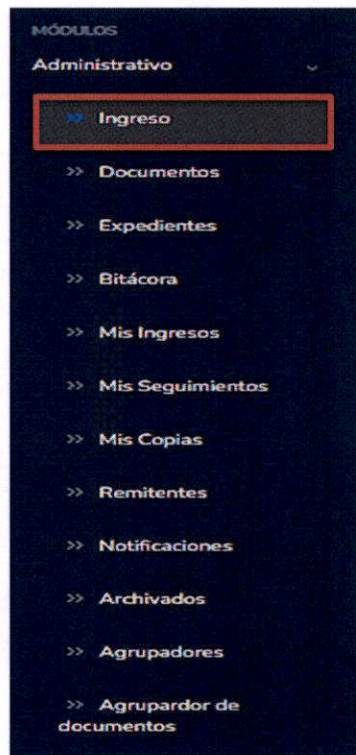 MÓDULOS
Administrativo
» Ingreso
» Documentos
» Expedientes
» Bitácora
» Mis Ingresos
» Mis Seguimientos
» Mis Copias
» Remitentes
» Notificaciones
» Archivados
» Agrupadores
» Agrupardor de
documentos